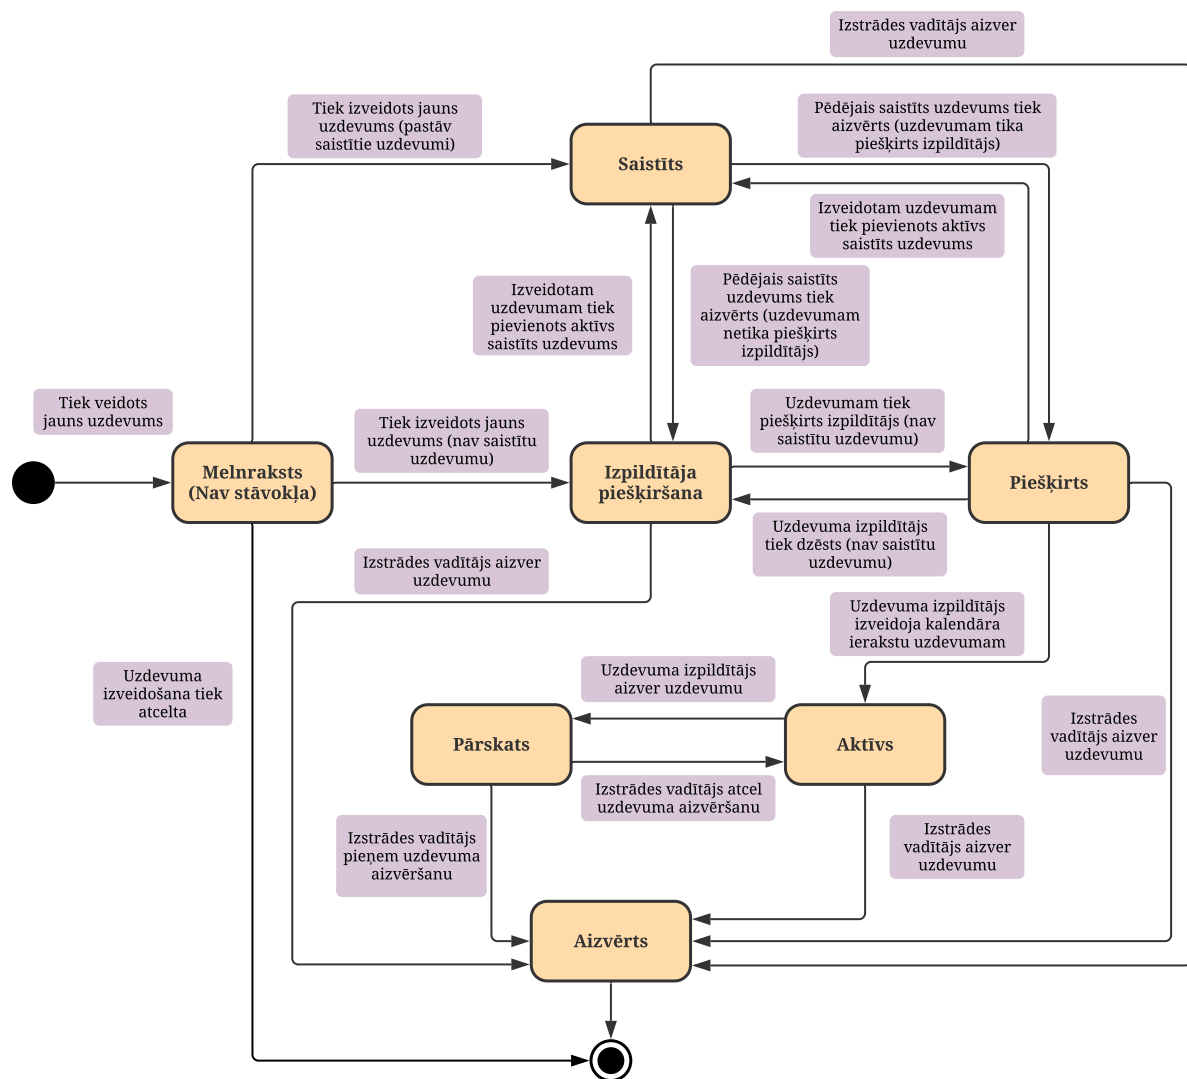 Izstrādes vadītājs aizver
uzdevumu
Tiek izveidots jauns
uzdevums (pastāv
saistītie uzdevumi)
Pēdējais saistīts uzdevums tiek
aizvērts (uzdevumam tika
piešķirts izpildītājs)
Saistīts
Izveidotam uzdevumam
tiek pievienots aktīvs
saistīts uzdevums
Izveidotam
uzdevumam tiek
pievienots aktīvs
saistīts uzdevums
Pēdējais saistīts
uzdevums tiek
aizvērts (uzdevumam
netika piešķirts
izpildītājs)
Tiek veidots
jauns uzdevums
Tiek izveidots jauns
uzdevums (nav saistītu
uzdevumu)
Uzdevumam tiek
piešķirts izpildītājs (nav
saistītu uzdevumu)
Melnraksts
(Nav stāvokļa)
Izpildītāja
piešķiršana
Piešķirts
Uzdevuma izpildītājs
tiek dzēsts (nav saistītu
uzdevumu)
Izstrādes vadītājs aizver
uzdevumu
Uzdevuma izpildītājs
izveidoja kalendāra
ierakstu uzdevumam
Uzdevuma
izveidošana tiek
atcelta
Uzdevuma izpildītājs
aizver uzdevumu
Izstrādes
vadītājs aizver
uzdevumu
Pārskats
Aktīvs
Izstrādes vadītājs atcel
uzdevuma aizvēršanu
Izstrādes vadītājs
pieņem uzdevuma
aizvēršanu
Izstrādes
vadītājs aizver
uzdevumu
Aizvērts